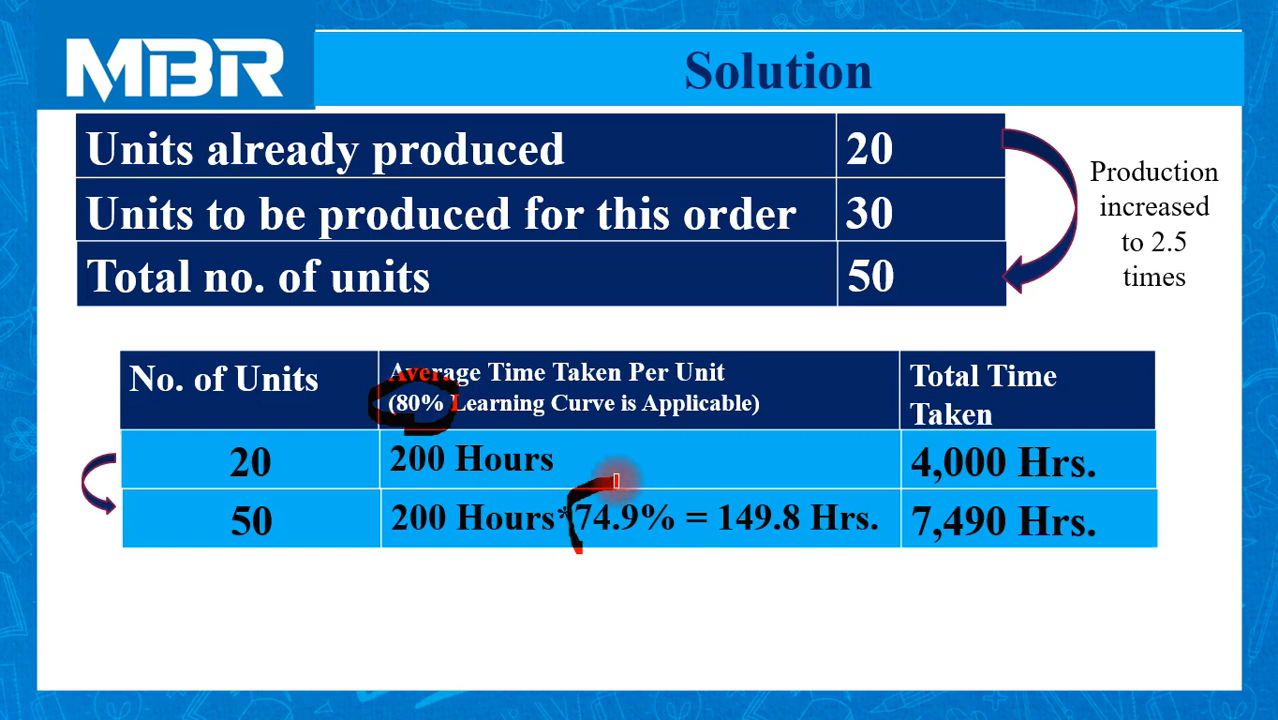 MBR
Solution
Units already produced 20
Units to be produced for this order 30
Total no. of units 50
Production
increased
to 2.5
times
No. of Units
Average Time Taken Per Unit
(80% Learning Curve is Applicable)
Total Time
Taken
20 200 Hours 4,000 Hrs.
50 200 Hours*74.9% = 149.8 Hrs. 7,490 Hrs.